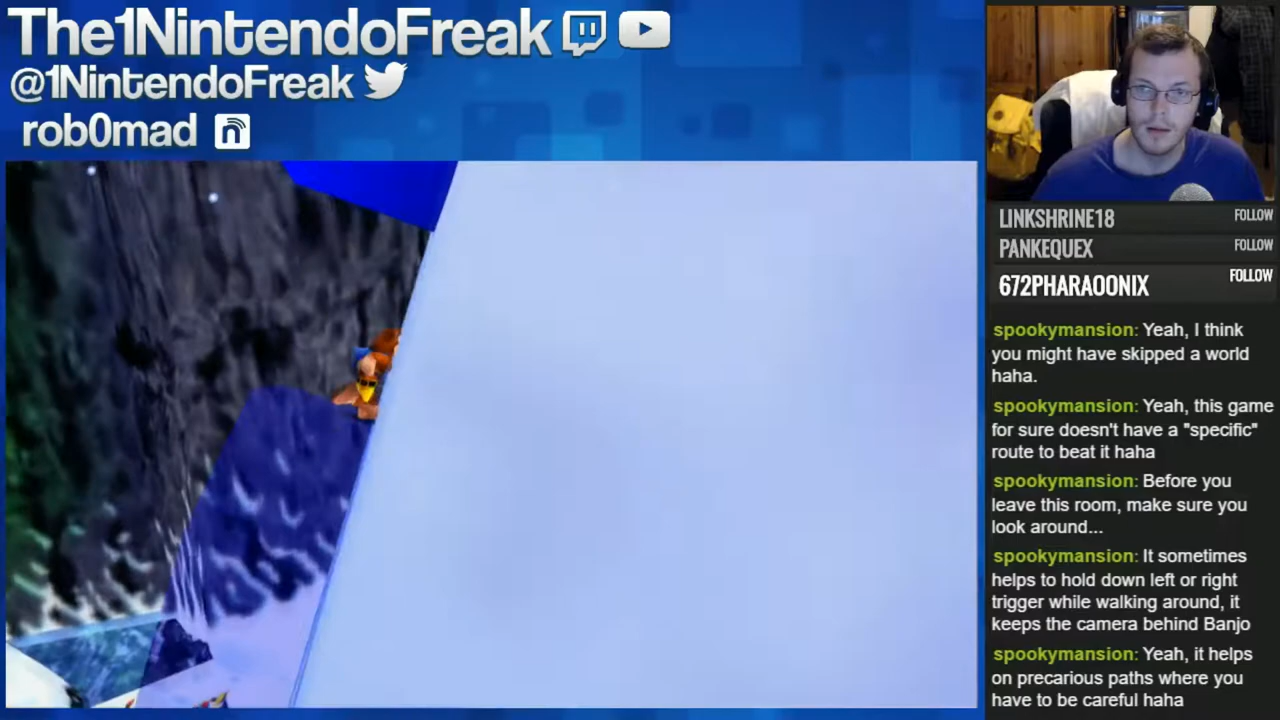 The1NintendoFreak
@1NintendoFreak
rob0mad
LINKSHRINE18 FOLLOW
PANKEQUEX FOLLOW
672PHARAOONIX FOLLOW
spookymansion: Yeah, I think
you might have skipped a world
haha.
spookymansion: Yeah, this game
for sure doesn't have a "specific"
route to beat it haha
spookymansion: Before you
leave this room, make sure you
look around...
spookymansion: It sometimes
helps to hold down left or right
trigger while walking around, it
keeps the camera behind Banjo
spookymansion: Yeah, it helps
on precarious paths where you
have to be careful haha